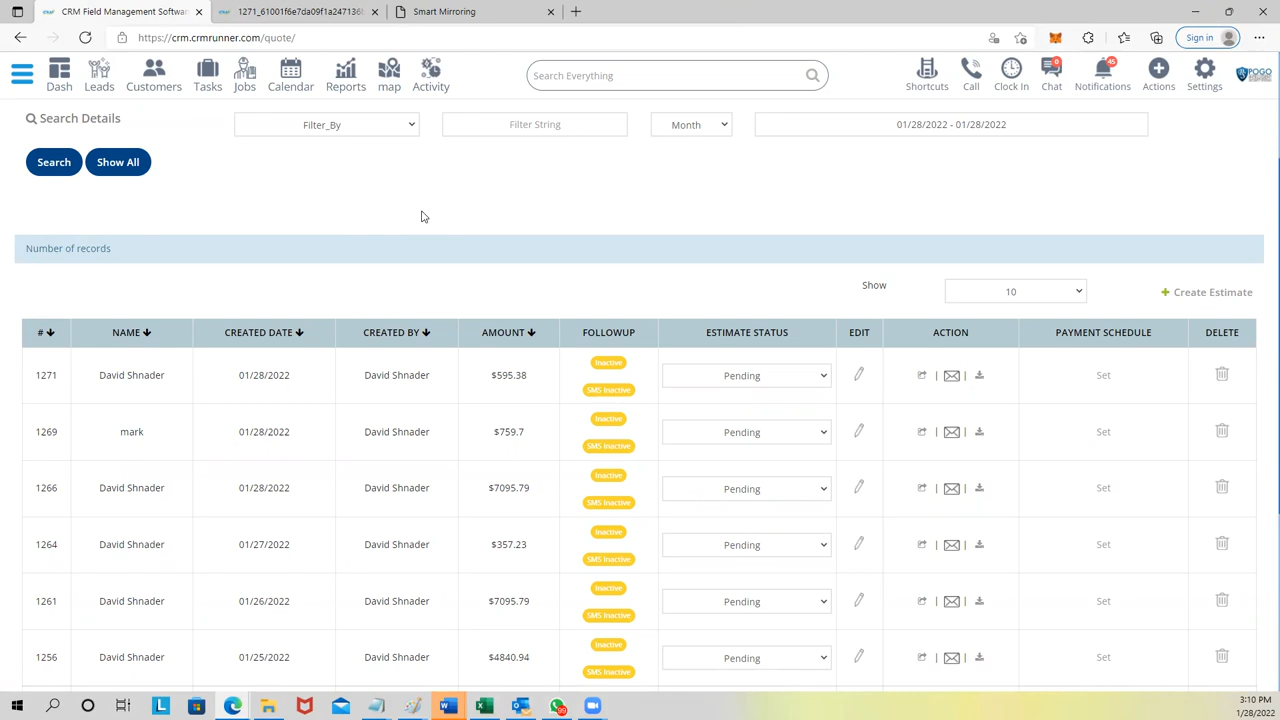 CRM Field Management Softwar
1271_61001f6e7da09f1a247136b
Smart Mirroring
https://crm.crmrunner.com/quote/
Sign in
Dash
Leads
Customers
Tasks
Jobs
Calendar
Reports
map
Activity
Search Everything
Shortcuts
Call
Clock In
0
Chat
45
Notifications
Actions
Settings
POGO
Search Details
Filter_By
Filter String
Month
01/28/2022 - 01/28/2022
Search
Show All
Number of records
Show
10
+ Create Estimate
# NAME CREATED DATE CREATED BY AMOUNT FOLLOWUP ESTIMATE STATUS EDIT ACTION PAYMENT SCHEDULE DELETE
Inactive
1271 David Shnader 01/28/2022 David Shnader $595.38 Pending | | Set
SMS Inactive
Inactive
1269 mark 01/28/2022 David Shnader $759.7 Pending | | Set
SMS Inactive
Inactive
1266 David Shnader 01/28/2022 David Shnader $7095.79 Pending | | Set
SMS Inactive
Inactive
1264 David Shnader 01/27/2022 David Shnader $357.23 Pending | | Set
SMS Inactive
Inactive
1261 David Shnader 01/26/2022 David Shnader $7095.79 Pending | | Set
SMS Inactive
Inactive
1256 David Shnader 01/25/2022 David Shnader $4840.94 Pending | | Set
SMS Inactive
L
99
3:10 PM
1/28/2022